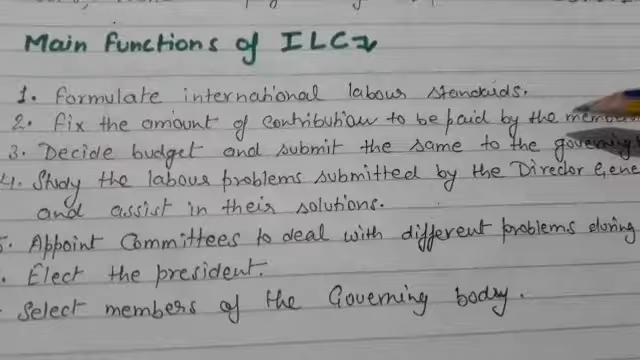 Main functions of ILC
1. Formulate international labour standards.
2. Fix the amount of contribution to be paid by the
3. Decide budget and submit the same to the governing
4. Study the labour problems submitted by the Director Gene
and assist in their solutions.
5. Appoint Committees to deal with different problems during
Elect the president.
Select members of the Governing body.